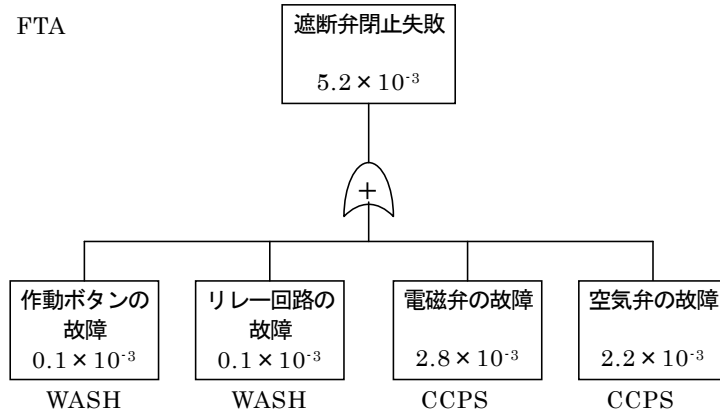 FTA
遮断弁閉止失敗
5.2×10⁻³
+
作動ボタンの
故障
0.1×10⁻³
WASH
リレー回路の
故障
0.1×10⁻³
WASH
電磁弁の故障
2.8×10⁻³
CCPS
空気弁の故障
2.2×10⁻³
CCPS